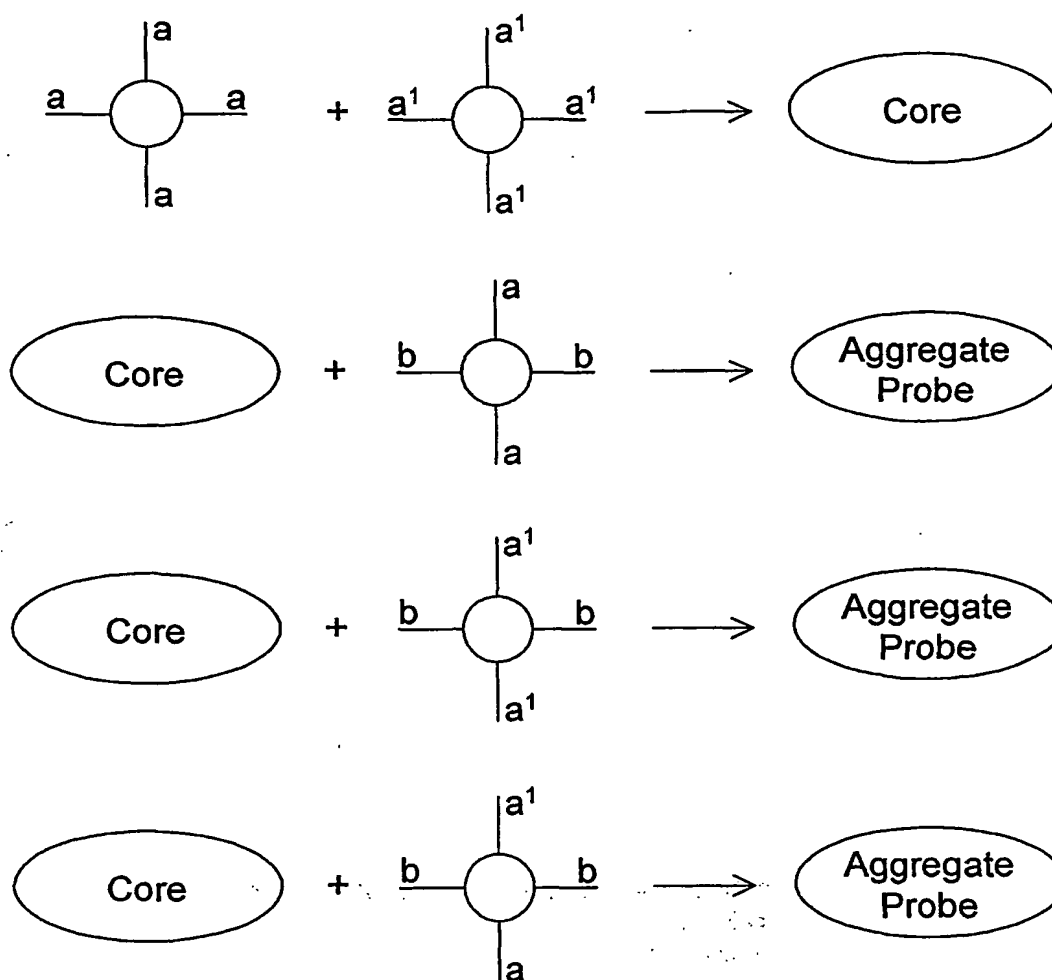 a
a a + a¹ a¹ a¹ → Core
a a¹
a
Core + b b → Aggregate Probe
a
a¹
Core + b b → Aggregate Probe
a¹
a¹
Core + b b → Aggregate Probe
a